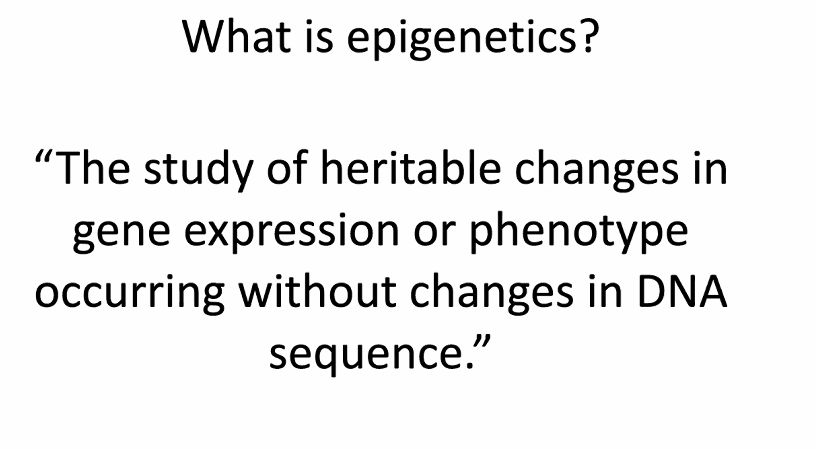 What is epigenetics?
“The study of heritable changes in
gene expression or phenotype
occurring without changes in DNA
sequence.”